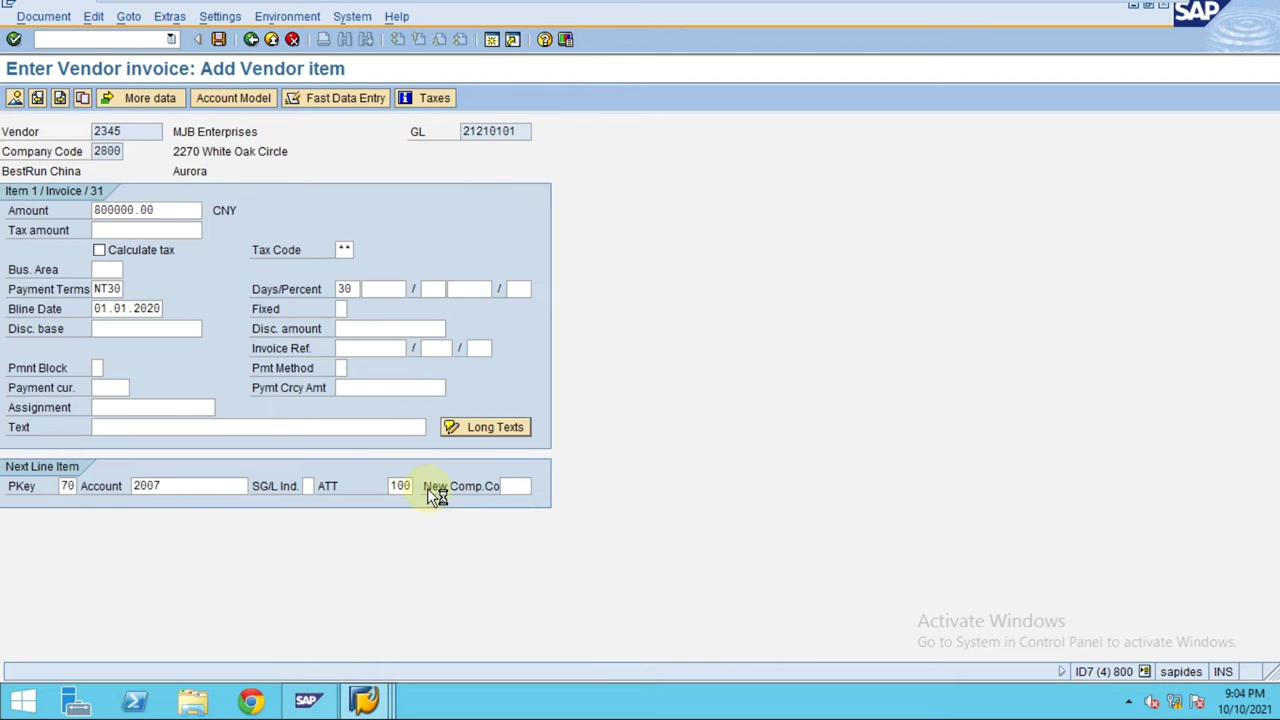 Document Edit Goto Extras Settings Environment System Help
SAP
Enter Vendor invoice: Add Vendor item
More data Account Model Fast Data Entry Taxes
Vendor 2345 MJB Enterprises GL 21210101
Company Code 2800 2270 White Oak Circle
BestRun China Aurora
Item 1 / Invoice / 31
Amount 800000.00 CNY
Tax amount
Calculate tax Tax Code **
Bus. Area
Payment Terms NT30 Days/Percent 30 / /
Bline Date 01.01.2020 Fixed
Disc. base Disc. amount
Invoice Ref. / /
Pmnt Block Pmt Method
Payment cur. Pymt Crcy Amt
Assignment
Text Long Texts
Next Line Item
PKey 70 Account 2007 SG/L Ind. ATT 100 New Comp.Co
Activate Windows
Go to System in Control Panel to activate Windows.
ID7 (4) 800 sapides INS
9:04 PM
10/10/2021